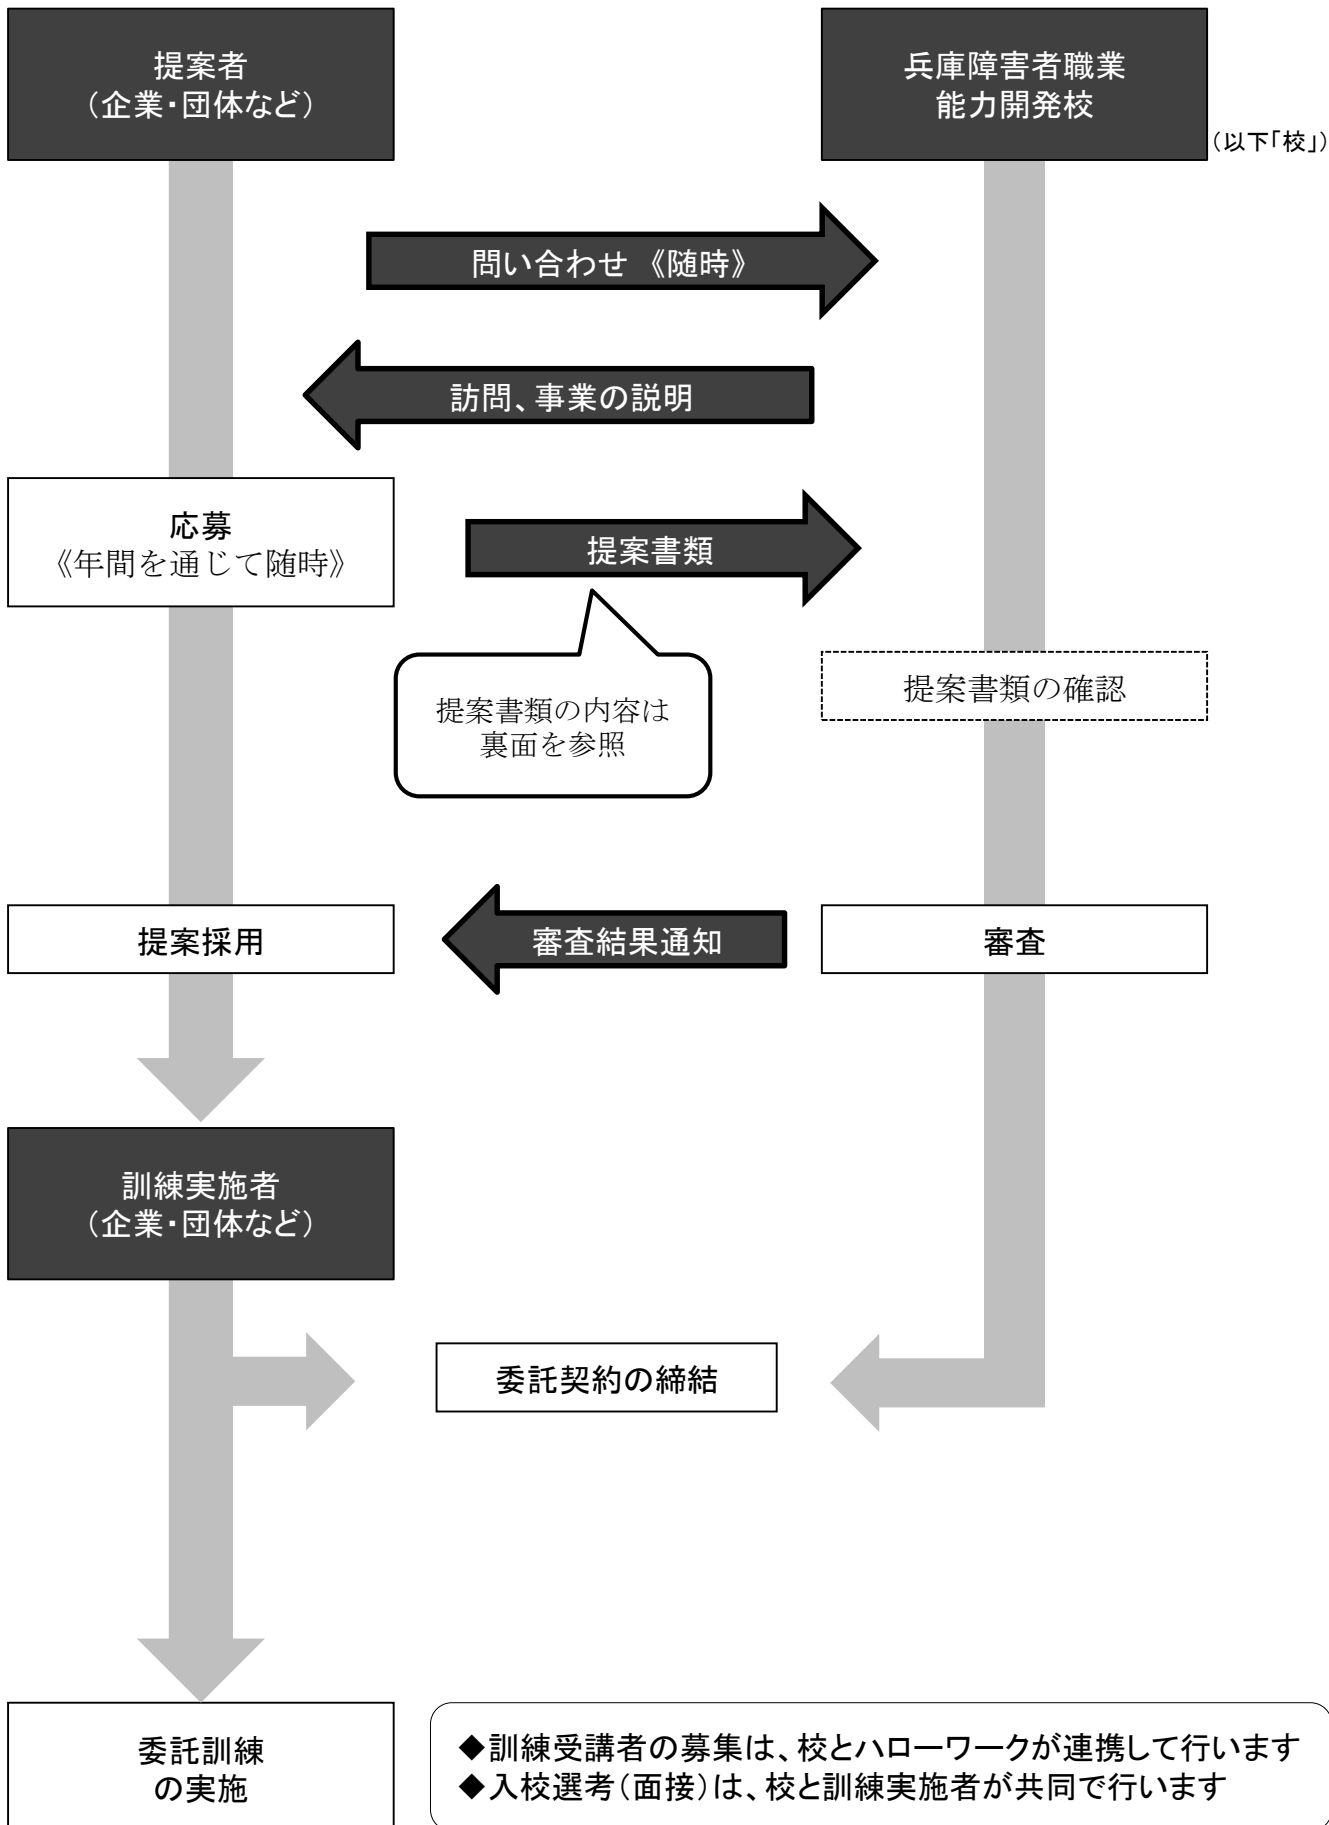 提案者
（企業・団体など）
兵庫障害者職業
能力開発校
（以下「校」）
問い合わせ 《随時》
訪問、事業の説明
応募
《年間を通じて随時》
提案書類
提案書類の内容は
裏面を参照
提案書類の確認
提案採用
審査結果通知
審査
訓練実施者
（企業・団体など）
委託契約の締結
委託訓練
の実施
◆訓練受講者の募集は、校とハローワークが連携して行います
◆入校選考（面接）は、校と訓練実施者が共同で行います